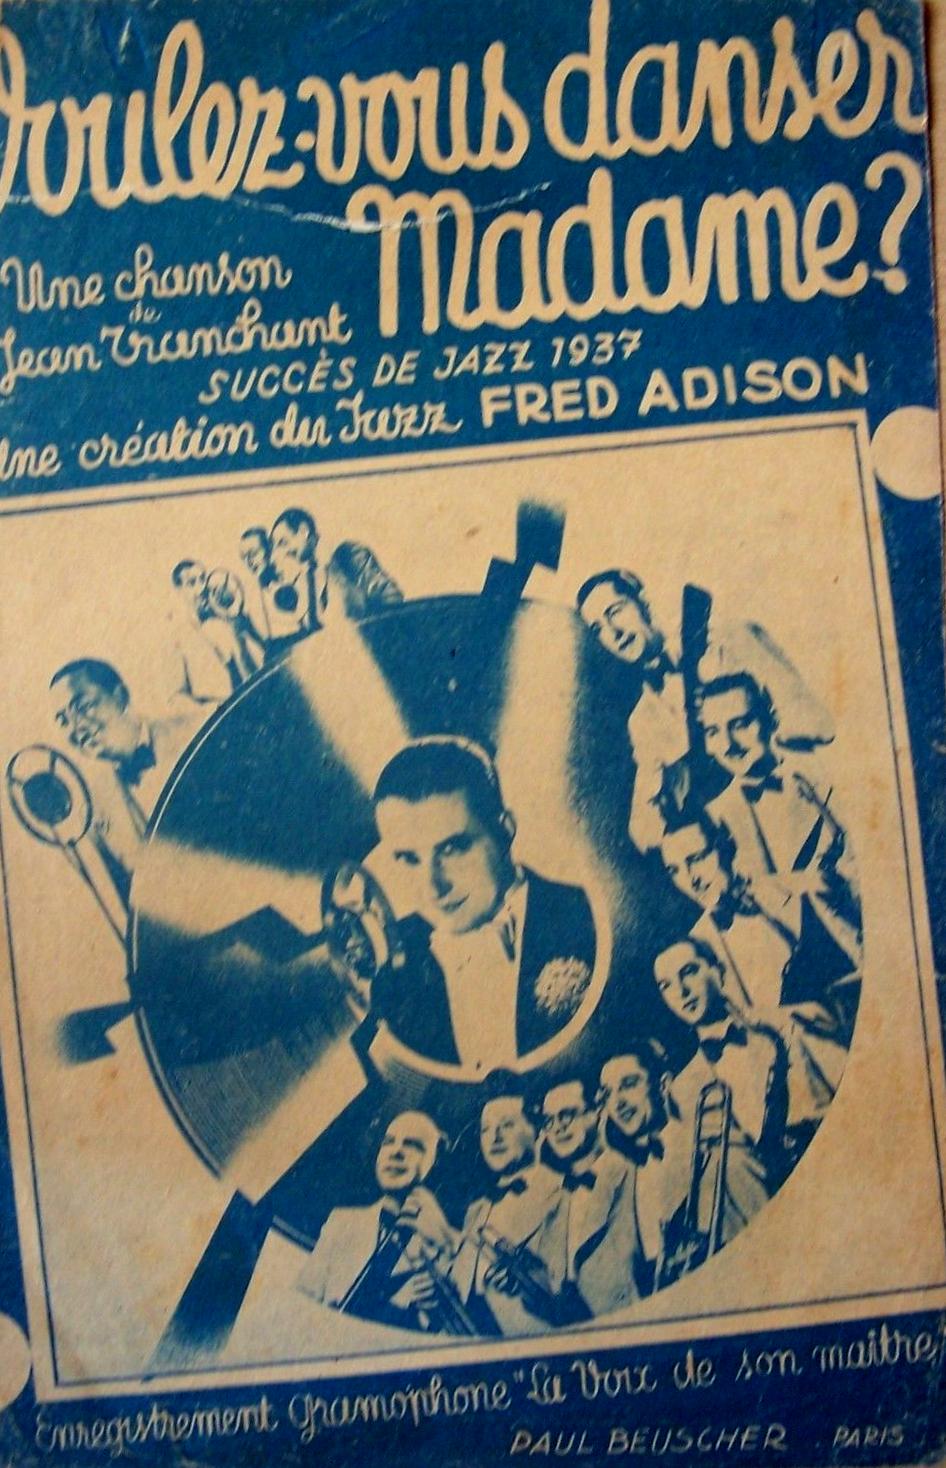 Voulez-vous danser
Madame?
Une chanson
de
Jean Tranchant
SUCCÈS DE JAZZ 1937
Une création du Jazz FRED ADISON
Enregistrement Gramophone "La Voix de son maître"
PAUL BEUSCHER . PARIS